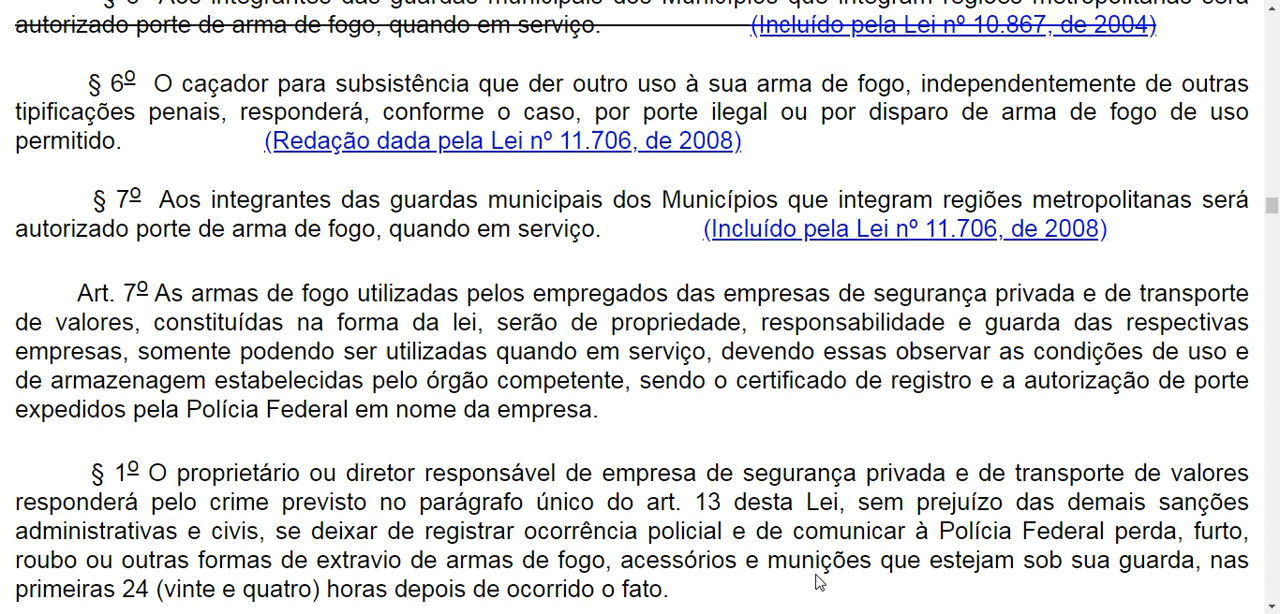 autorizado porte de arma de fogo, quando em serviço. (Incluído pela Lei nº 10.867, de 2004)
§ 6º O caçador para subsistência que der outro uso à sua arma de fogo, independentemente de outras
tipificações penais, responderá, conforme o caso, por porte ilegal ou por disparo de arma de fogo de uso
permitido. (Redação dada pela Lei nº 11.706, de 2008)
§ 7º Aos integrantes das guardas municipais dos Municípios que integram regiões metropolitanas será
autorizado porte de arma de fogo, quando em serviço. (Incluído pela Lei nº 11.706, de 2008)
Art. 7º As armas de fogo utilizadas pelos empregados das empresas de segurança privada e de transporte
de valores, constituídas na forma da lei, serão de propriedade, responsabilidade e guarda das respectivas
empresas, somente podendo ser utilizadas quando em serviço, devendo essas observar as condições de uso e
de armazenagem estabelecidas pelo órgão competente, sendo o certificado de registro e a autorização de porte
expedidos pela Polícia Federal em nome da empresa.
§ 1º O proprietário ou diretor responsável de empresa de segurança privada e de transporte de valores
responderá pelo crime previsto no parágrafo único do art. 13 desta Lei, sem prejuízo das demais sanções
administrativas e civis, se deixar de registrar ocorrência policial e de comunicar à Polícia Federal perda, furto,
roubo ou outras formas de extravio de armas de fogo, acessórios e munições que estejam sob sua guarda, nas
primeiras 24 (vinte e quatro) horas depois de ocorrido o fato.